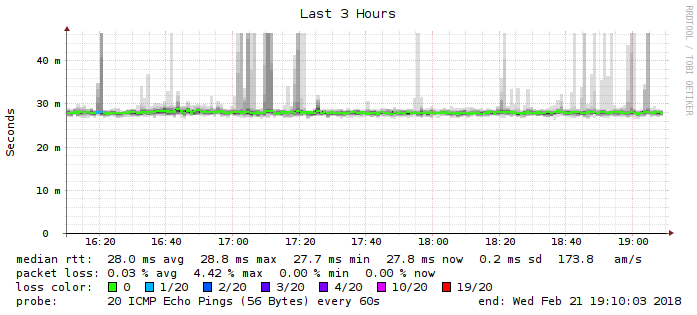 Last 3 Hours
RRDTOOL / TOBI OETIKER
Seconds
40 m
30 m
20 m
10 m
0
16:20 16:40 17:00 17:20 17:40 18:00 18:20 18:40 19:00
median rtt: 28.0 ms avg 28.8 ms max 27.7 ms min 27.8 ms now 0.2 ms sd 173.8 am/s
packet loss: 0.03 % avg 4.42 % max 0.00 % min 0.00 % now
loss color: 0 1/20 2/20 3/20 4/20 10/20 19/20
probe: 20 ICMP Echo Pings (56 Bytes) every 60s end: Wed Feb 21 19:10:03 2018